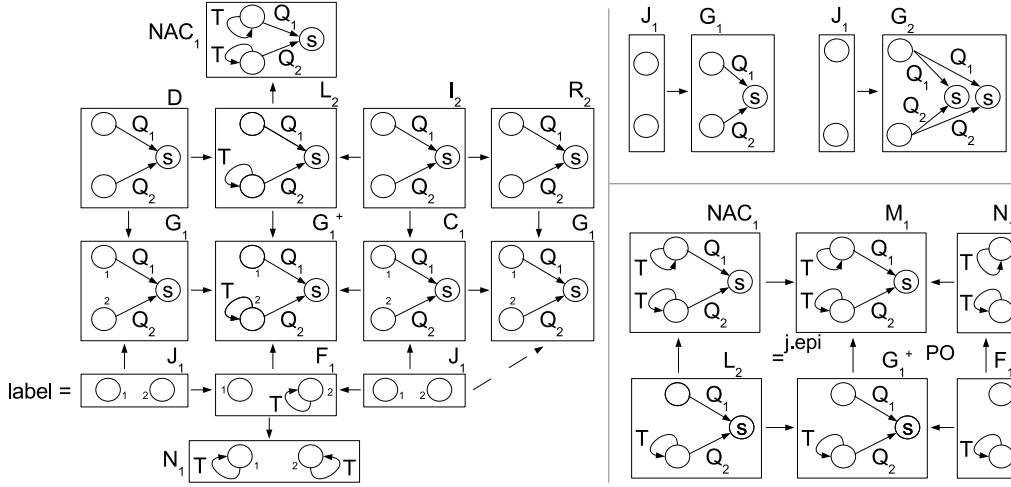 NAC₁
T Q₁ S
T Q₂
D L₂ I₂ R₂
Q₁ Q₁ Q₁ Q₁
S T S S S
Q₂ Q₂ Q₂ Q₂
G₁ G₁⁺ C₁ G₁
1 Q₁ 1 Q₁ 1 Q₁ 1 Q₁
S T S S S
2 Q₂ 2 Q₂ 2 Q₂ 2 Q₂
J₁ F₁ J₁
label = 1 2 1 T 2 1 2
N₁ T 1 2 T
J₁ G₁ J₁ G₂
Q₁ Q₁
Q₁
S S S
Q₂
Q₂ Q₂
NAC₁ M₁ N₁
T Q₁ T Q₁ T
S S
T Q₂ T Q₂ T
= j.epi PO
L₂ G₁⁺ F₁
Q₁ Q₁
T S T S T
Q₂ Q₂